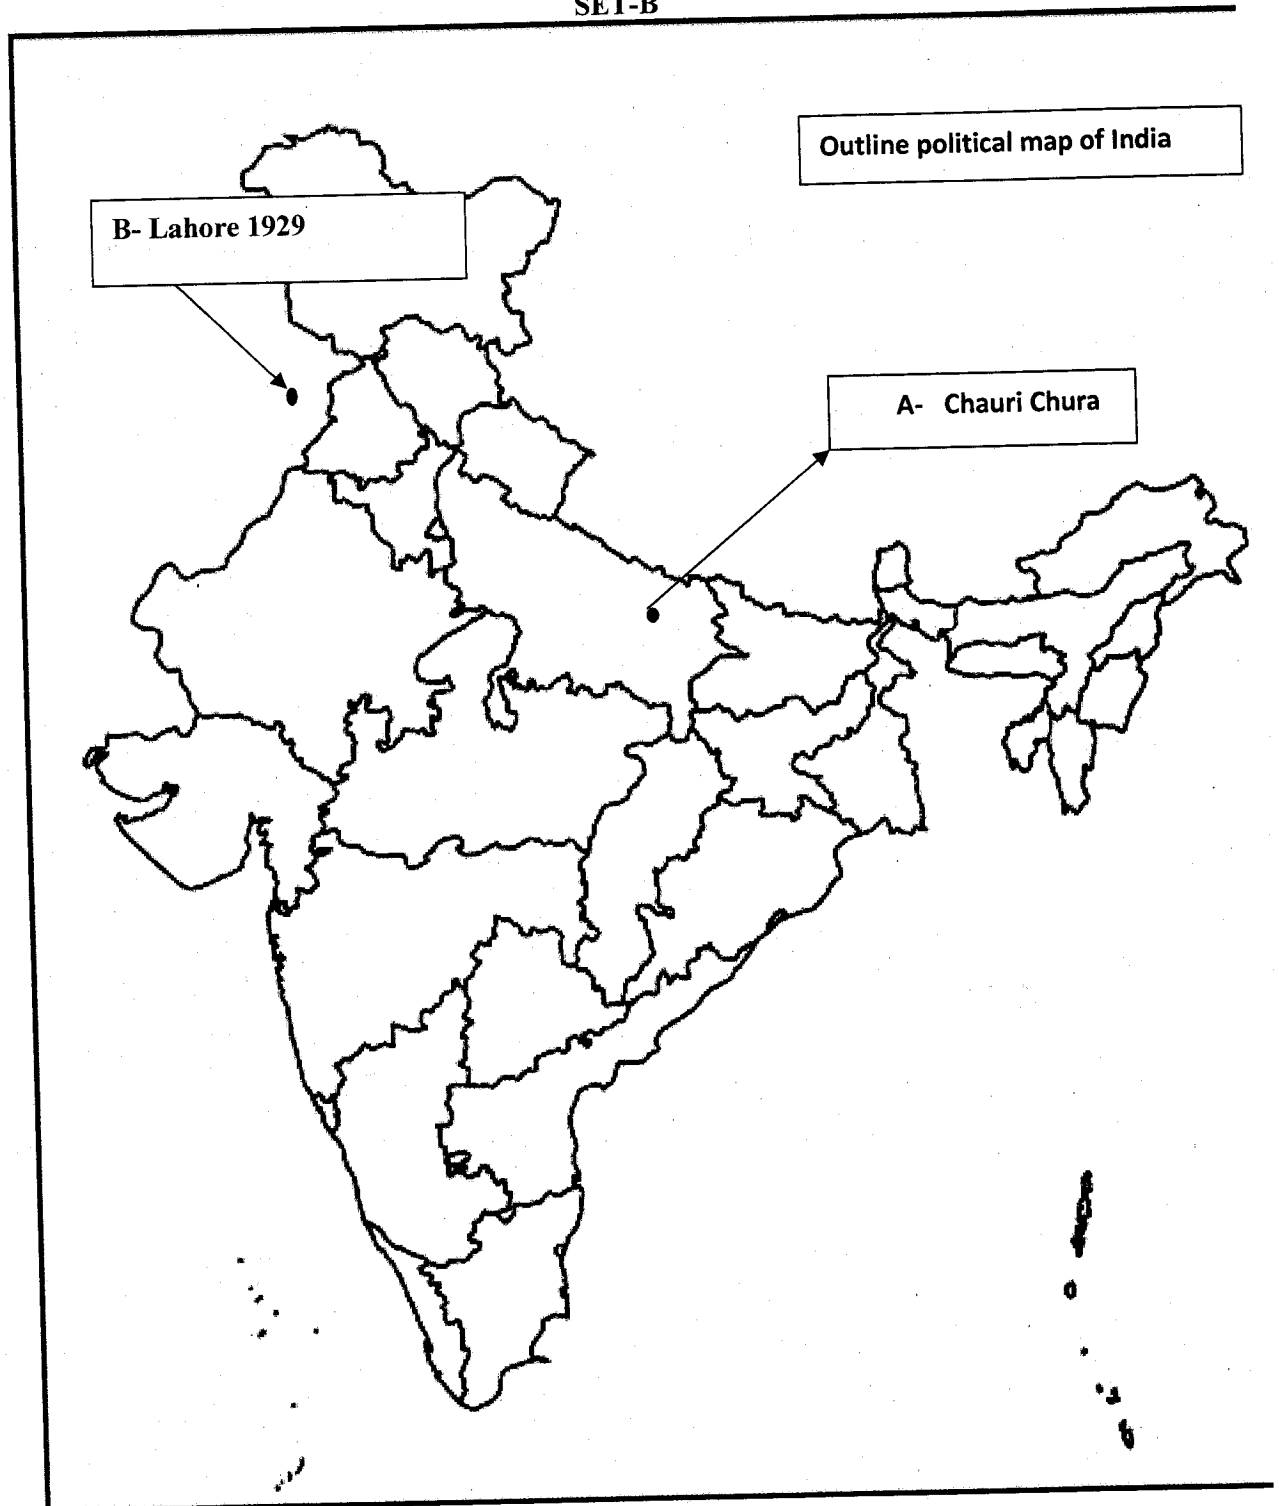 SET-B
Outline political map of India
B- Lahore 1929
A- Chauri Chura